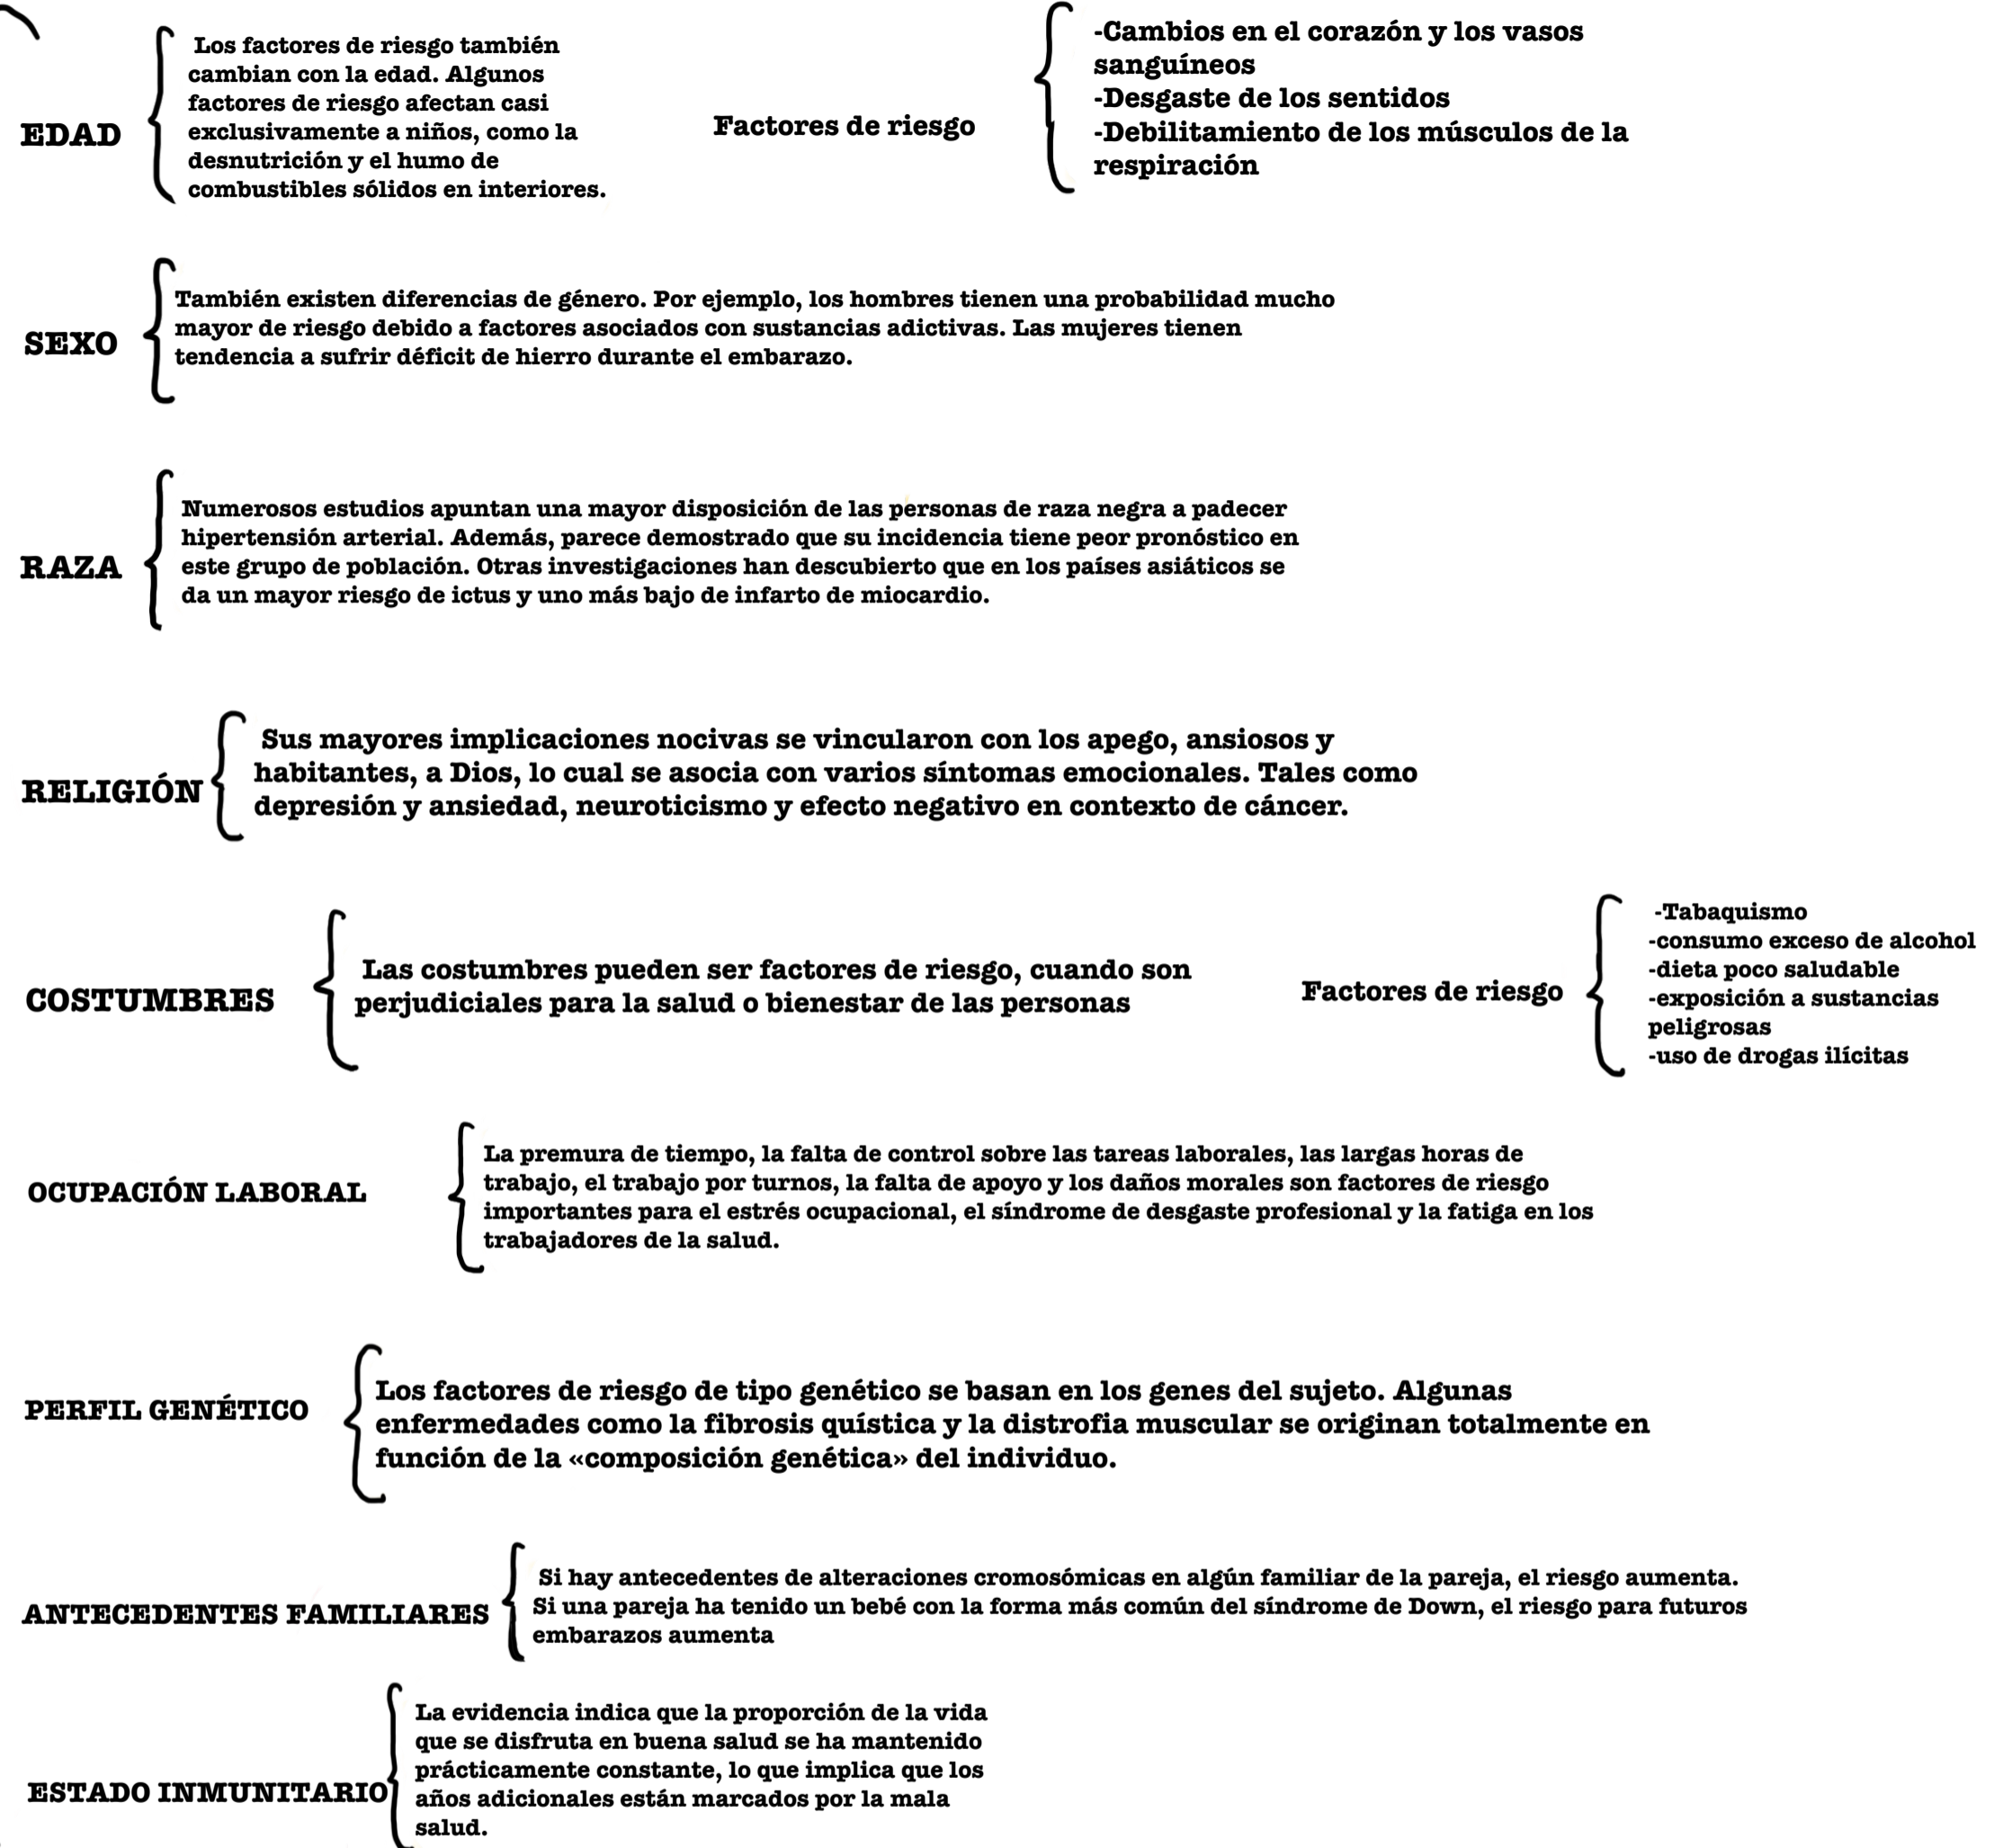 EDAD
Los factores de riesgo también
cambian con la edad. Algunos
factores de riesgo afectan casi
exclusivamente a niños, como la
desnutrición y el humo de
combustibles sólidos en interiores.
Factores de riesgo
-Cambios en el corazón y los vasos
sanguíneos
-Desgaste de los sentidos
-Debilitamiento de los músculos de la
respiración
SEXO
También existen diferencias de género. Por ejemplo, los hombres tienen una probabilidad mucho
mayor de riesgo debido a factores asociados con sustancias adictivas. Las mujeres tienen
tendencia a sufrir déficit de hierro durante el embarazo.
RAZA
Numerosos estudios apuntan una mayor disposición de las personas de raza negra a padecer
hipertensión arterial. Además, parece demostrado que su incidencia tiene peor pronóstico en
este grupo de población. Otras investigaciones han descubierto que en los países asiáticos se
da un mayor riesgo de ictus y uno más bajo de infarto de miocardio.
RELIGIÓN
Sus mayores implicaciones nocivas se vincularon con los apego, ansiosos y
habitantes, a Dios, lo cual se asocia con varios síntomas emocionales. Tales como
depresión y ansiedad, neuroticismo y efecto negativo en contexto de cáncer.
COSTUMBRES
Las costumbres pueden ser factores de riesgo, cuando son
perjudiciales para la salud o bienestar de las personas
Factores de riesgo
-Tabaquismo
-consumo exceso de alcohol
-dieta poco saludable
-exposición a sustancias
peligrosas
-uso de drogas ilícitas
OCUPACIÓN LABORAL
La premura de tiempo, la falta de control sobre las tareas laborales, las largas horas de
trabajo, el trabajo por turnos, la falta de apoyo y los daños morales son factores de riesgo
importantes para el estrés ocupacional, el síndrome de desgaste profesional y la fatiga en los
trabajadores de la salud.
PERFIL GENÉTICO
Los factores de riesgo de tipo genético se basan en los genes del sujeto. Algunas
enfermedades como la fibrosis quística y la distrofia muscular se originan totalmente en
función de la «composición genética» del individuo.
ANTECEDENTES FAMILIARES
Si hay antecedentes de alteraciones cromosómicas en algún familiar de la pareja, el riesgo aumenta.
Si una pareja ha tenido un bebé con la forma más común del síndrome de Down, el riesgo para futuros
embarazos aumenta
ESTADO INMUNITARIO
La evidencia indica que la proporción de la vida
que se disfruta en buena salud se ha mantenido
prácticamente constante, lo que implica que los
años adicionales están marcados por la mala
salud.